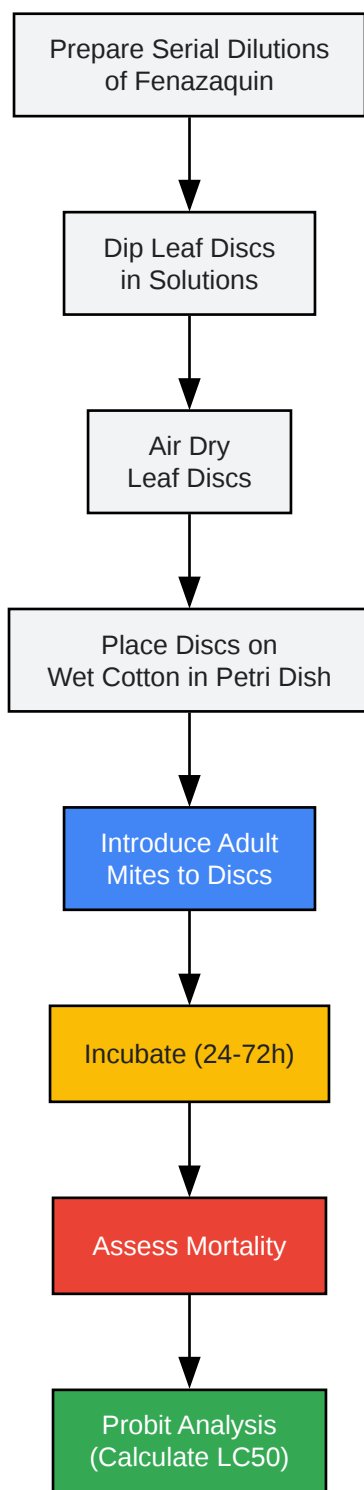 Prepare Serial Dilutions
of Fenazaquin
Dip Leaf Discs
in Solutions
Air Dry
Leaf Discs
Place Discs on
Wet Cotton in Petri Dish
Introduce Adult
Mites to Discs
Incubate (24-72h)
Assess Mortality
Probit Analysis
(Calculate LC50)